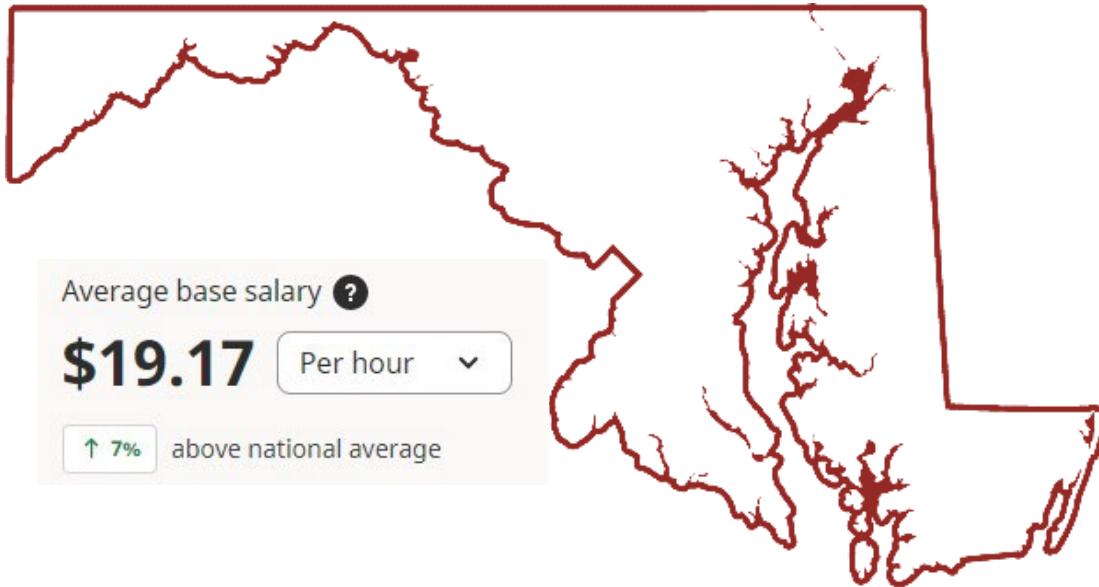 Average base salary ?
$19.17 Per hour
↑ 7% above national average